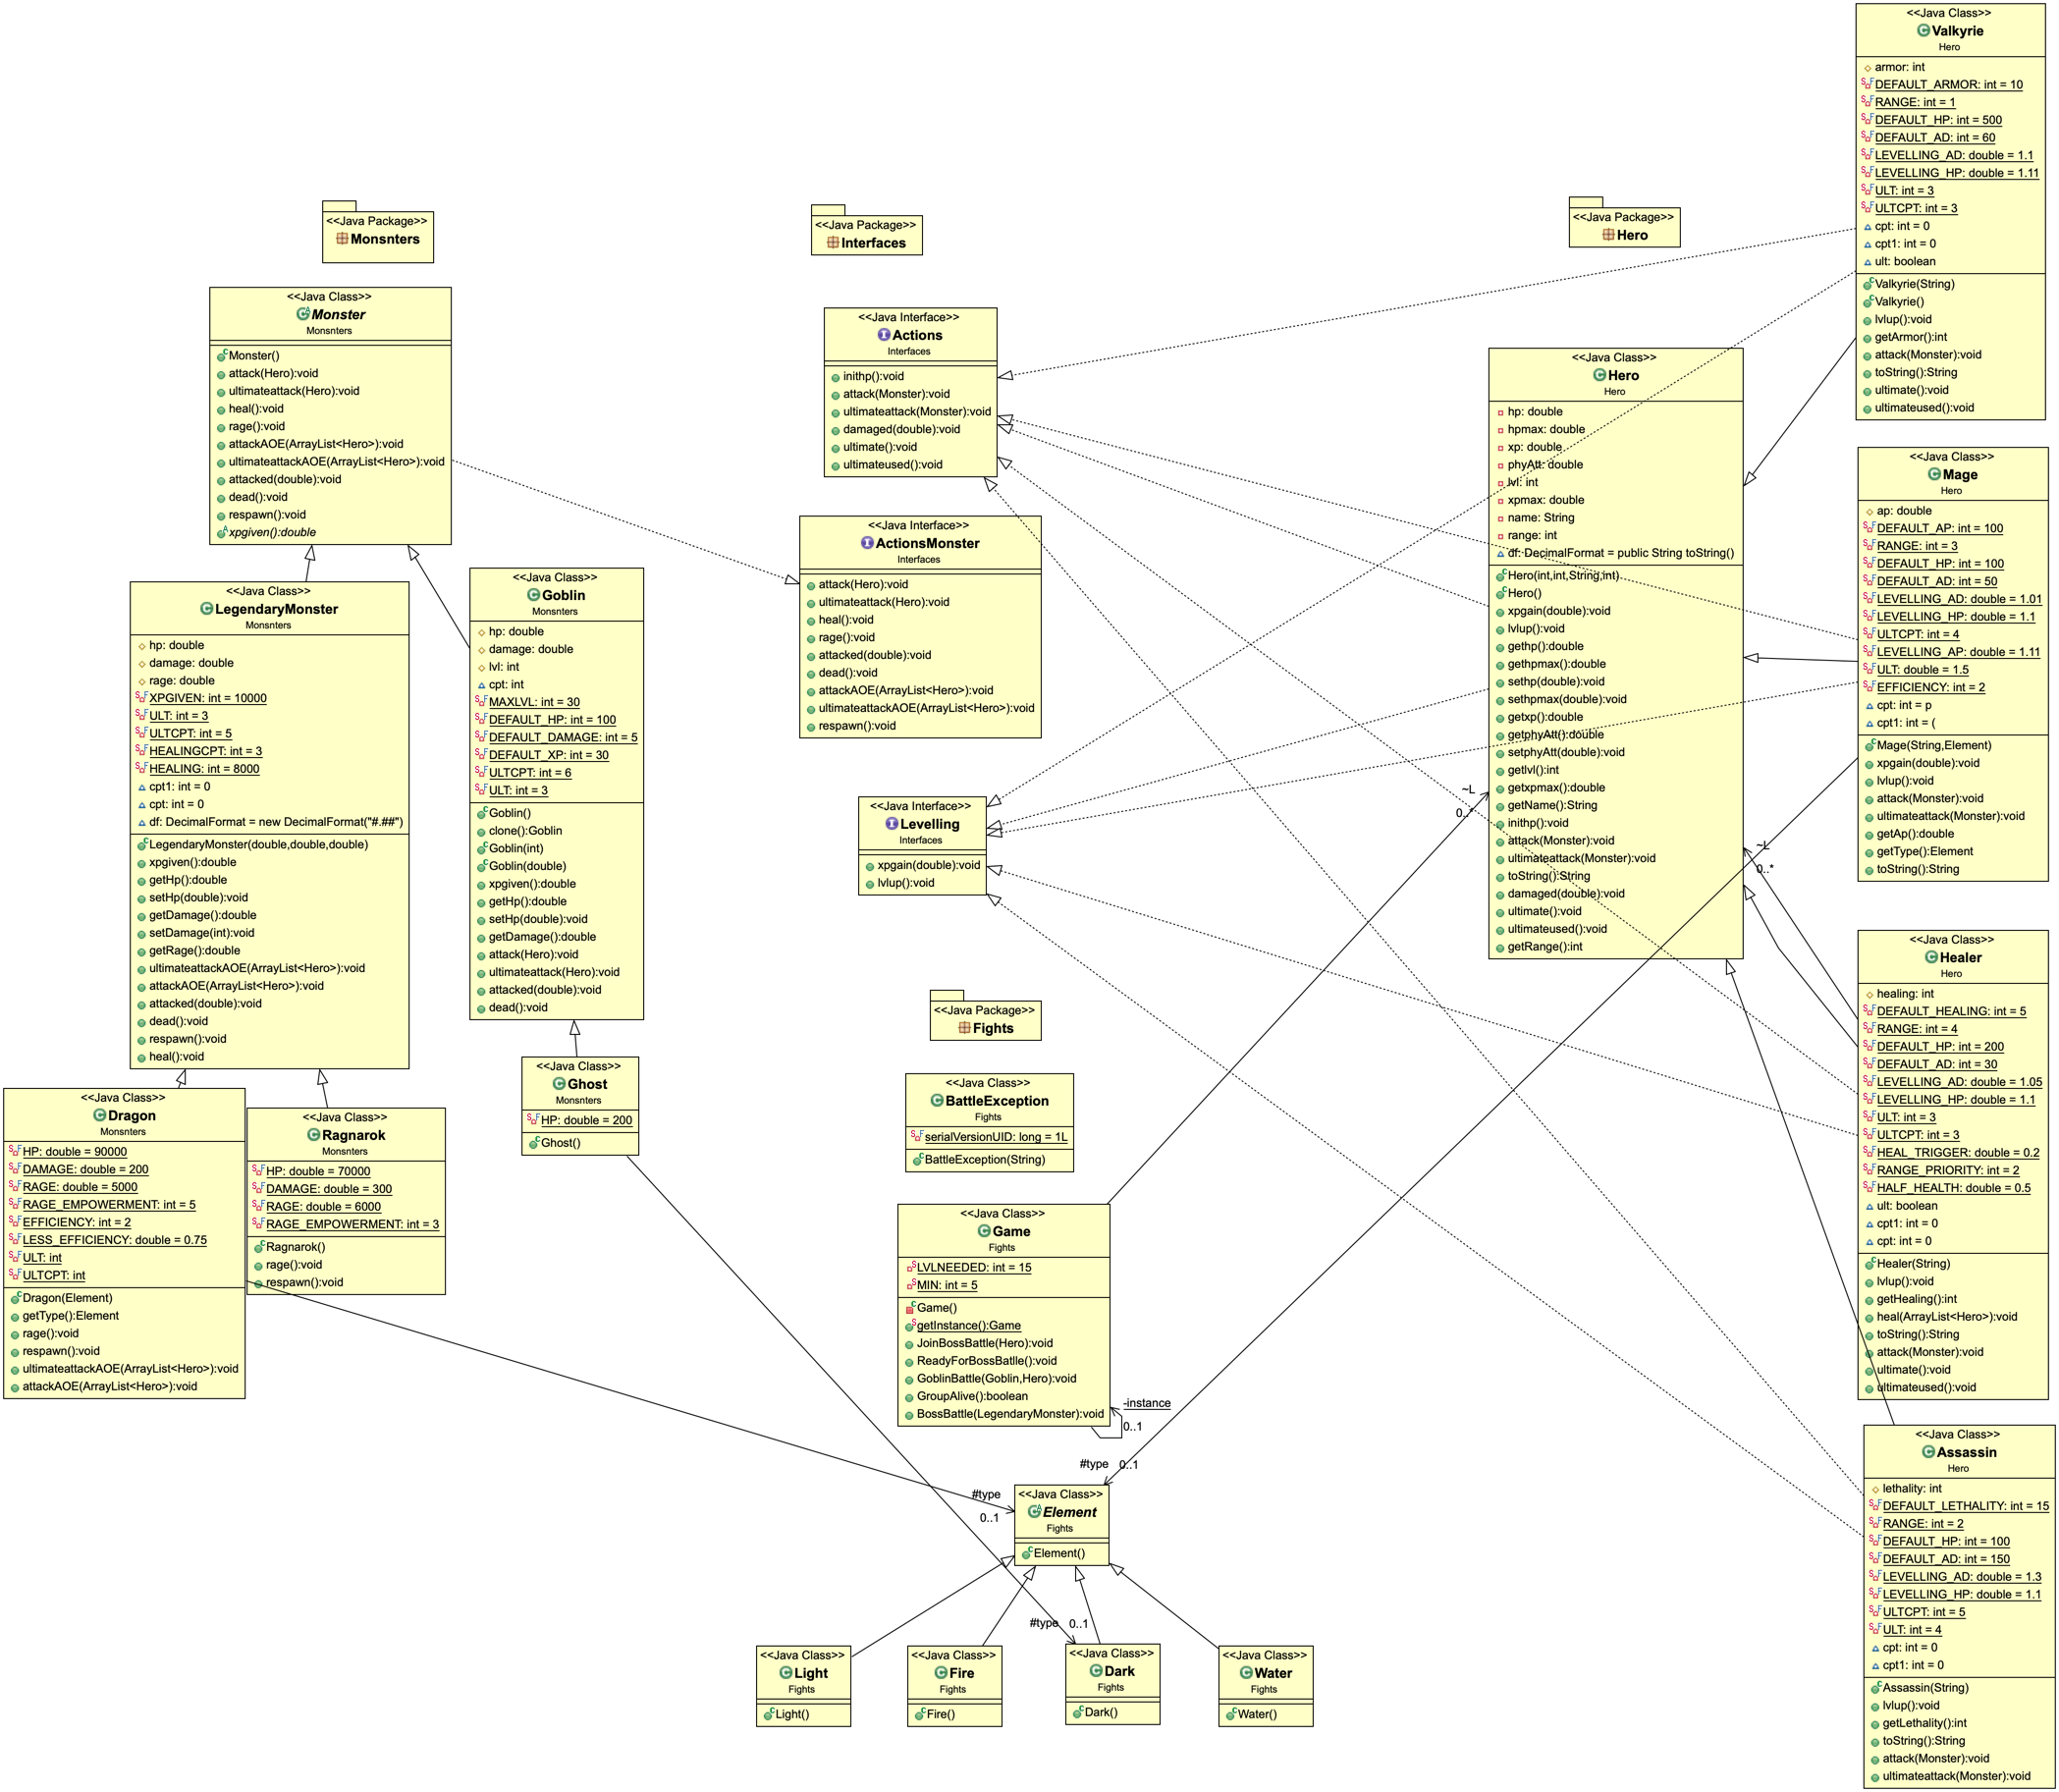 <<Java Package>>
Monsnters
<<Java Package>>
Interfaces
<<Java Package>>
Hero
<<Java Class>>
Monster
Monsnters
Monster()
attack(Hero):void
ultimateattack(Hero):void
heal():void
rage():void
attackAOE(ArrayList<Hero>):void
ultimateattackAOE(ArrayList<Hero>):void
attacked(double):void
dead():void
respawn():void
xpgiven():double
<<Java Class>>
LegendaryMonster
Monsnters
hp: double
damage: double
rage: double
XPGIVEN: int = 10000
ULT: int = 3
ULTCPT: int = 5
HEALINGCPT: int = 3
HEALING: int = 8000
cpt1: int = 0
cpt: int = 0
df: DecimalFormat = new DecimalFormat("#.##")
LegendaryMonster(double,double,double)
xpgiven():double
getHp():double
setHp(double):void
getDamage():double
setDamage(int):void
getRage():double
ultimateattackAOE(ArrayList<Hero>):void
attackAOE(ArrayList<Hero>):void
attacked(double):void
dead():void
respawn():void
heal():void
<<Java Class>>
Goblin
Monsnters
hp: double
damage: double
lvl: int
cpt: int
MAXLVL: int = 30
DEFAULT_HP: int = 100
DEFAULT_DAMAGE: int = 5
DEFAULT_XP: int = 30
ULTCPT: int = 6
ULT: int = 3
Goblin()
clone():Goblin
Goblin(int)
Goblin(double)
xpgiven():double
getHp():double
setHp(double):void
getDamage():double
attack(Hero):void
ultimateattack(Hero):void
attacked(double):void
dead():void
<<Java Class>>
Dragon
Monsnters
HP: double = 90000
DAMAGE: double = 200
RAGE: double = 5000
RAGE_EMPOWERMENT: int = 5
EFFICIENCY: int = 2
LESS_EFFICIENCY: double = 0.75
ULT: int
ULTCPT: int
Dragon(Element)
getType():Element
rage():void
respawn():void
ultimateattackAOE(ArrayList<Hero>):void
attackAOE(ArrayList<Hero>):void
<<Java Class>>
Ragnarok
Monsnters
HP: double = 70000
DAMAGE: double = 300
RAGE: double = 6000
RAGE_EMPOWERMENT: int = 3
Ragnarok()
rage():void
respawn():void
<<Java Class>>
Ghost
Monsnters
HP: double = 200
Ghost()
<<Java Interface>>
Actions
Interfaces
inithp():void
attack(Monster):void
ultimateattack(Monster):void
damaged(double):void
ultimate():void
ultimateused():void
<<Java Interface>>
ActionsMonster
Interfaces
attack(Hero):void
ultimateattack(Hero):void
heal():void
rage():void
attacked(double):void
dead():void
attackAOE(ArrayList<Hero>):void
ultimateattackAOE(ArrayList<Hero>):void
respawn():void
<<Java Interface>>
Levelling
Interfaces
xpgain(double):void
lvlup():void
<<Java Package>>
Fights
<<Java Class>>
BattleException
Fights
serialVersionUID: long = 1L
BattleException(String)
<<Java Class>>
Game
Fights
LVLNEEDED: int = 15
MIN: int = 5
Game()
getInstance():Game
JoinBossBattle(Hero):void
ReadyForBossBatlle():void
GoblinBattle(Goblin,Hero):void
GroupAlive():boolean
BossBattle(LegendaryMonster):void
-instance
0..1
#type
0..1
#type
0..1
<<Java Class>>
Element
Fights
Element()
#type
0..1
<<Java Class>>
Light
Fights
Light()
<<Java Class>>
Fire
Fights
Fire()
<<Java Class>>
Dark
Fights
Dark()
<<Java Class>>
Water
Fights
Water()
<<Java Class>>
Hero
Hero
hp: double
hpmax: double
xp: double
phyAtt: double
lvl: int
xpmax: double
name: String
range: int
df: DecimalFormat = public String toString()
Hero(int,int,String,int)
Hero()
xpgain(double):void
lvlup():void
gethp():double
gethpmax():double
sethp(double):void
sethpmax(double):void
getxp():double
getphyAtt():double
setphyAtt(double):void
getlvl():int
getxpmax():double
getName():String
inithp():void
attack(Monster):void
ultimateattack(Monster):void
toString():String
damaged(double):void
ultimate():void
ultimateused():void
getRange():int
~L
0..*
~L
0..*
<<Java Class>>
Valkyrie
Hero
armor: int
DEFAULT_ARMOR: int = 10
RANGE: int = 1
DEFAULT_HP: int = 500
DEFAULT_AD: int = 60
LEVELLING_AD: double = 1.1
LEVELLING_HP: double = 1.11
ULT: int = 3
ULTCPT: int = 3
cpt: int = 0
cpt1: int = 0
ult: boolean
Valkyrie(String)
Valkyrie()
lvlup():void
getArmor():int
attack(Monster):void
toString():String
ultimate():void
ultimateused():void
<<Java Class>>
Mage
Hero
ap: double
DEFAULT_AP: int = 100
RANGE: int = 3
DEFAULT_HP: int = 100
DEFAULT_AD: int = 50
LEVELLING_AD: double = 1.01
LEVELLING_HP: double = 1.1
ULTCPT: int = 4
LEVELLING_AP: double = 1.11
ULT: double = 1.5
EFFICIENCY: int = 2
cpt: int = p
cpt1: int = (
Mage(String,Element)
xpgain(double):void
lvlup():void
attack(Monster):void
ultimateattack(Monster):void
getAp():double
getType():Element
toString():String
<<Java Class>>
Healer
Hero
healing: int
DEFAULT_HEALING: int = 5
RANGE: int = 4
DEFAULT_HP: int = 200
DEFAULT_AD: int = 30
LEVELLING_AD: double = 1.05
LEVELLING_HP: double = 1.1
ULT: int = 3
ULTCPT: int = 3
HEAL_TRIGGER: double = 0.2
RANGE_PRIORITY: int = 2
HALF_HEALTH: double = 0.5
ult: boolean
cpt1: int = 0
cpt: int = 0
Healer(String)
lvlup():void
getHealing():int
heal(ArrayList<Hero>):void
toString():String
attack(Monster):void
ultimate():void
ultimateused():void
<<Java Class>>
Assassin
Hero
lethality: int
DEFAULT_LETHALITY: int = 15
RANGE: int = 2
DEFAULT_HP: int = 100
DEFAULT_AD: int = 150
LEVELLING_AD: double = 1.3
LEVELLING_HP: double = 1.1
ULTCPT: int = 5
ULT: int = 4
cpt: int = 0
cpt1: int = 0
Assassin(String)
lvlup():void
getLethality():int
toString():String
attack(Monster):void
ultimateattack(Monster):void